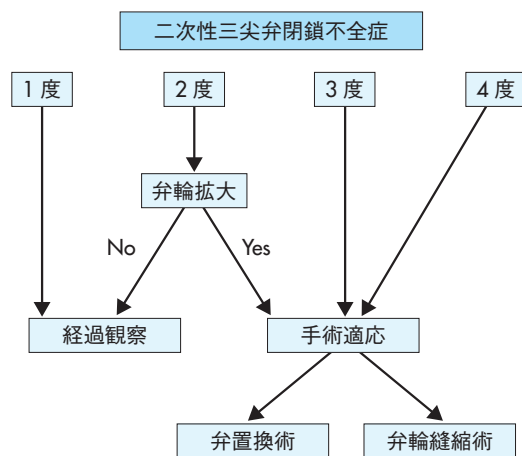 二次性三尖弁閉鎖不全症
1度
2度
3度
4度
弁輪拡大
No
Yes
経過観察
手術適応
弁置換術
弁輪縫縮術